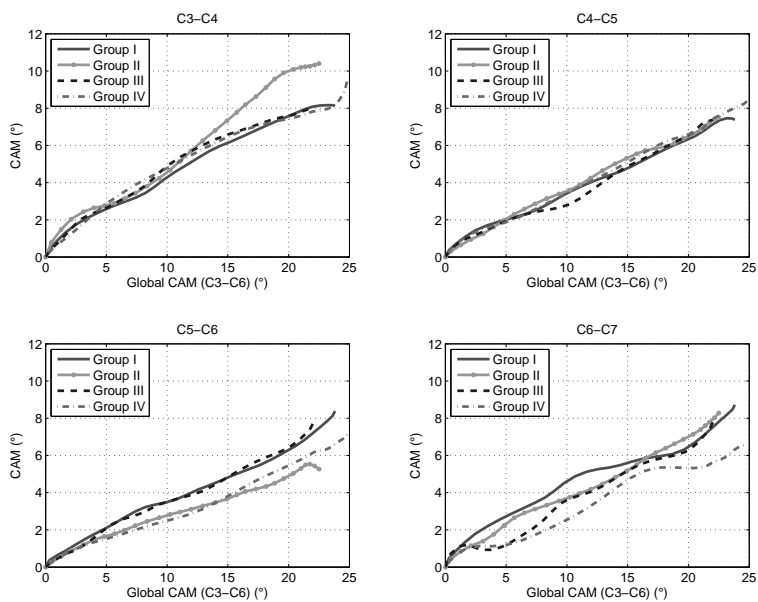 C3–C4
12
10
8
6
4
2
0
CAM (°)
Group I
Group II
Group III
Group IV
0 5 10 15 20 25
Global CAM (C3–C6) (°)
C4–C5
12
10
8
6
4
2
0
CAM (°)
Group I
Group II
Group III
Group IV
0 5 10 15 20 25
Global CAM (C3–C6) (°)
C5–C6
12
10
8
6
4
2
0
CAM (°)
Group I
Group II
Group III
Group IV
0 5 10 15 20 25
Global CAM (C3–C6) (°)
C6–C7
12
10
8
6
4
2
0
CAM (°)
Group I
Group II
Group III
Group IV
0 5 10 15 20 25
Global CAM (C3–C6) (°)